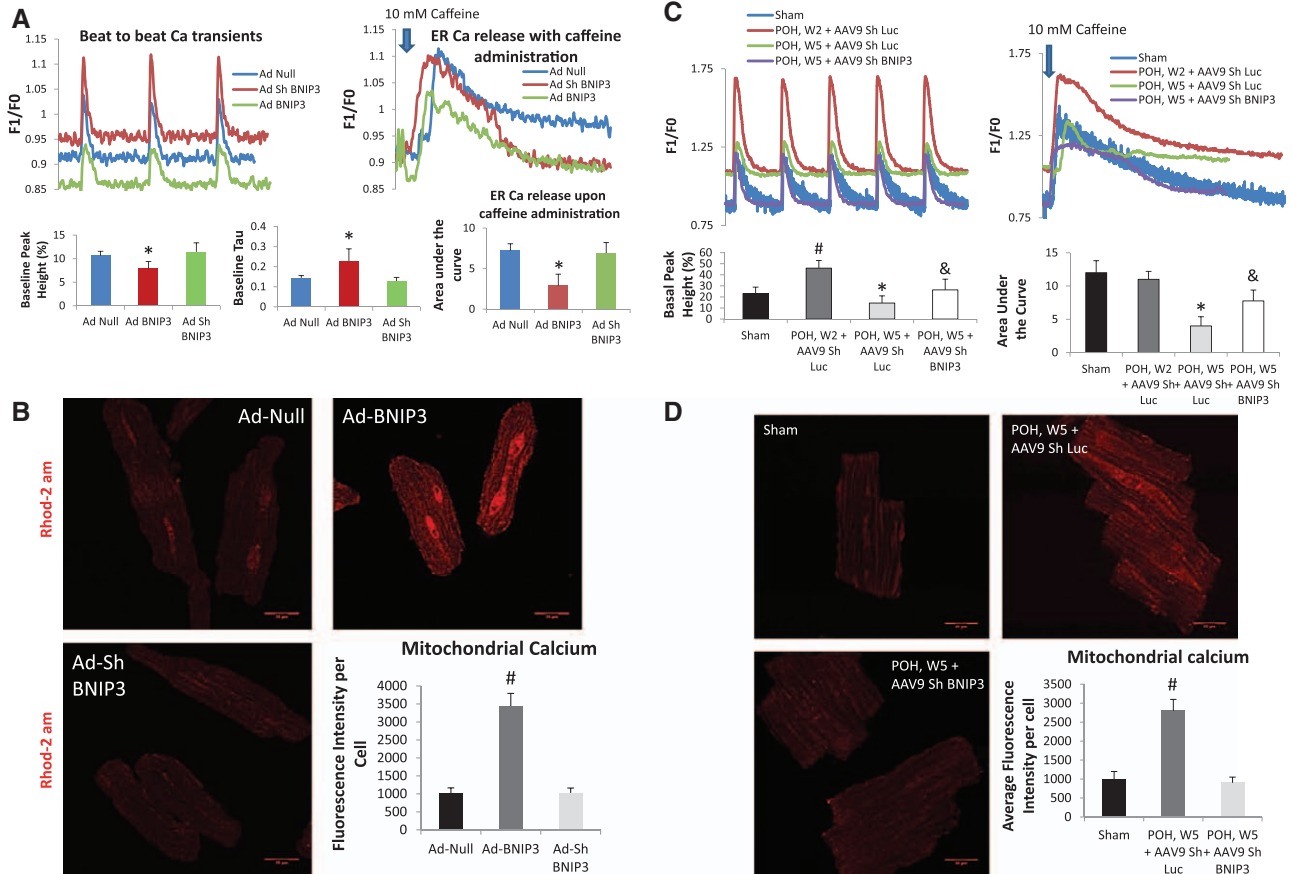 A
10 mM Caffeine
Beat to beat Ca transients
ER Ca release with caffeine
administration
1.15
1.1
1.05
1
0.95
0.9
0.85
F1/F0
Ad Null
Ad Sh BNIP3
Ad BNIP3
1.15
1.1
1.05
1
0.95
0.9
0.85
F1/F0
Ad Null
Ad Sh BNIP3
Ad BNIP3
Baseline Peak
Height (%)
15
10
5
0
*
Ad Null
Ad BNIP3
Ad Sh
BNIP3
Baseline Tau
0.4
0.3
0.2
0.1
0
*
Ad Null
Ad BNIP3
Ad Sh
BNIP3
ER Ca release upon
caffeine administration
Area under the
curve
10
5
0
*
Ad Null
Ad BNIP3
Ad Sh
BNIP3
C
Sham
POH, W2 + AAV9 Sh Luc
POH, W5 + AAV9 Sh Luc
POH, W5 + AAV9 Sh BNIP3
F1/F0
1.75
1.25
0.75
10 mM Caffeine
Sham
POH, W2 + AAV9 Sh Luc
POH, W5 + AAV9 Sh Luc
POH, W5 + AAV9 Sh BNIP3
F1/F0
1.75
1.25
0.75
Basal Peak
Height (%)
60
50
40
30
20
10
0
#
*
&
Sham
POH, W2 +
AAV9 Sh
Luc
POH, W5 +
AAV9 Sh
Luc
POH, W5 +
AAV9 Sh
BNIP3
Area Under
the Curve
15
10
5
0
*
&
Sham
POH, W2 POH, W5 POH, W5
+ AAV9 Sh+ AAV9 Sh+ AAV9 Sh
Luc Luc BNIP3
B
Rhod-2 am
Ad-Null
Ad-BNIP3
Rhod-2 am
Ad-Sh
BNIP3
Mitochondrial Calcium
Fluorescence Intensity per
Cell
4000
3500
3000
2500
2000
1500
1000
500
0
#
Ad-Null
Ad-BNIP3
Ad-Sh
BNIP3
D
Sham
POH, W5 +
AAV9 Sh Luc
POH, W5 +
AAV9 Sh BNIP3
Mitochondrial calcium
Average Fluorescence
Intensity per cell
3500
3000
2500
2000
1500
1000
500
0
#
Sham
POH, W5 POH, W5
+ AAV9 Sh+ AAV9 Sh
Luc BNIP3